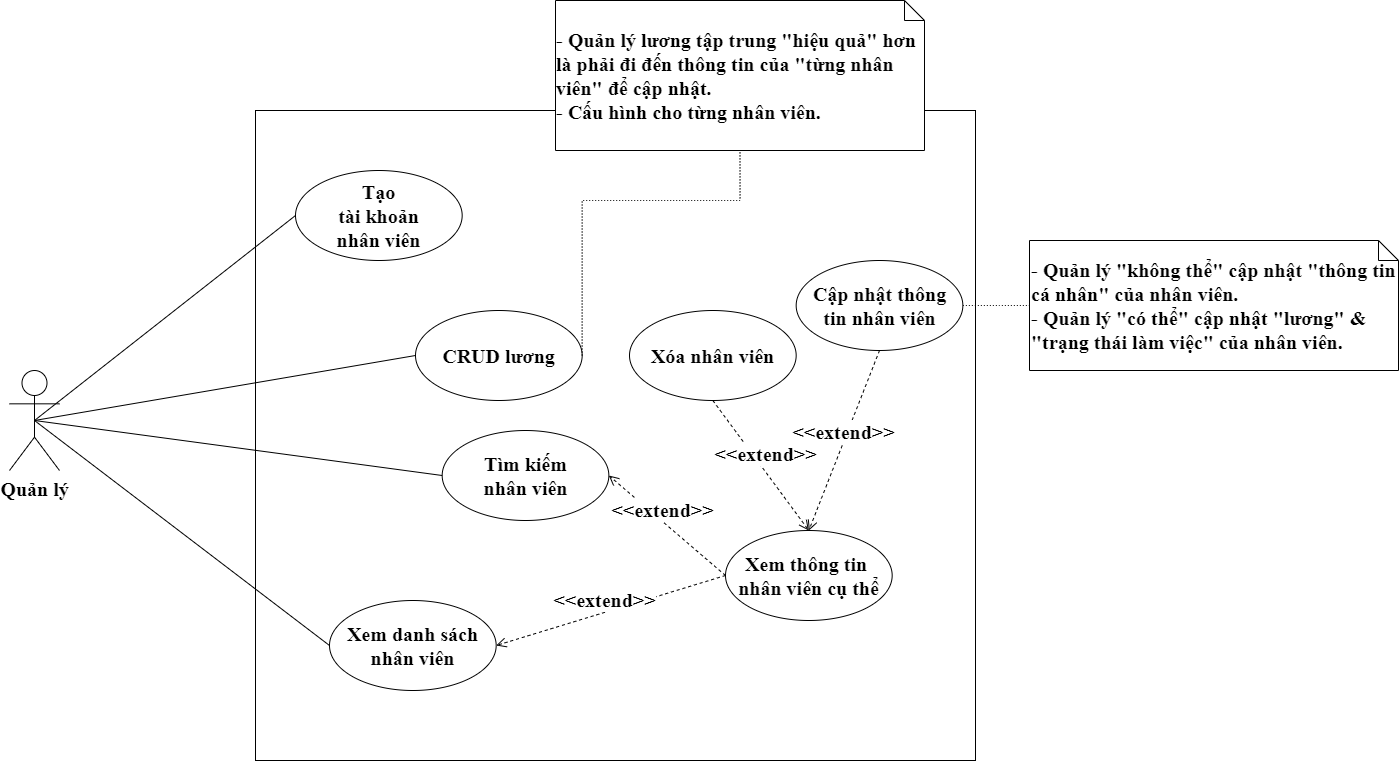 - Quản lý lương tập trung "hiệu quả" hơn
là phải đi đến thông tin của "từng nhân
viên" để cập nhật.
- Cấu hình cho từng nhân viên.
Tạo
tài khoản
nhân viên
- Quản lý "không thể" cập nhật "thông tin
cá nhân" của nhân viên.
- Quản lý "có thể" cập nhật "lương" &
"trạng thái làm việc" của nhân viên.
Cập nhật thông
tin nhân viên
CRUD lương
Xóa nhân viên
<<extend>>
<<extend>>
Tìm kiếm
nhân viên
Quản lý
<<extend>>
Xem thông tin
nhân viên cụ thể
<<extend>>
Xem danh sách
nhân viên